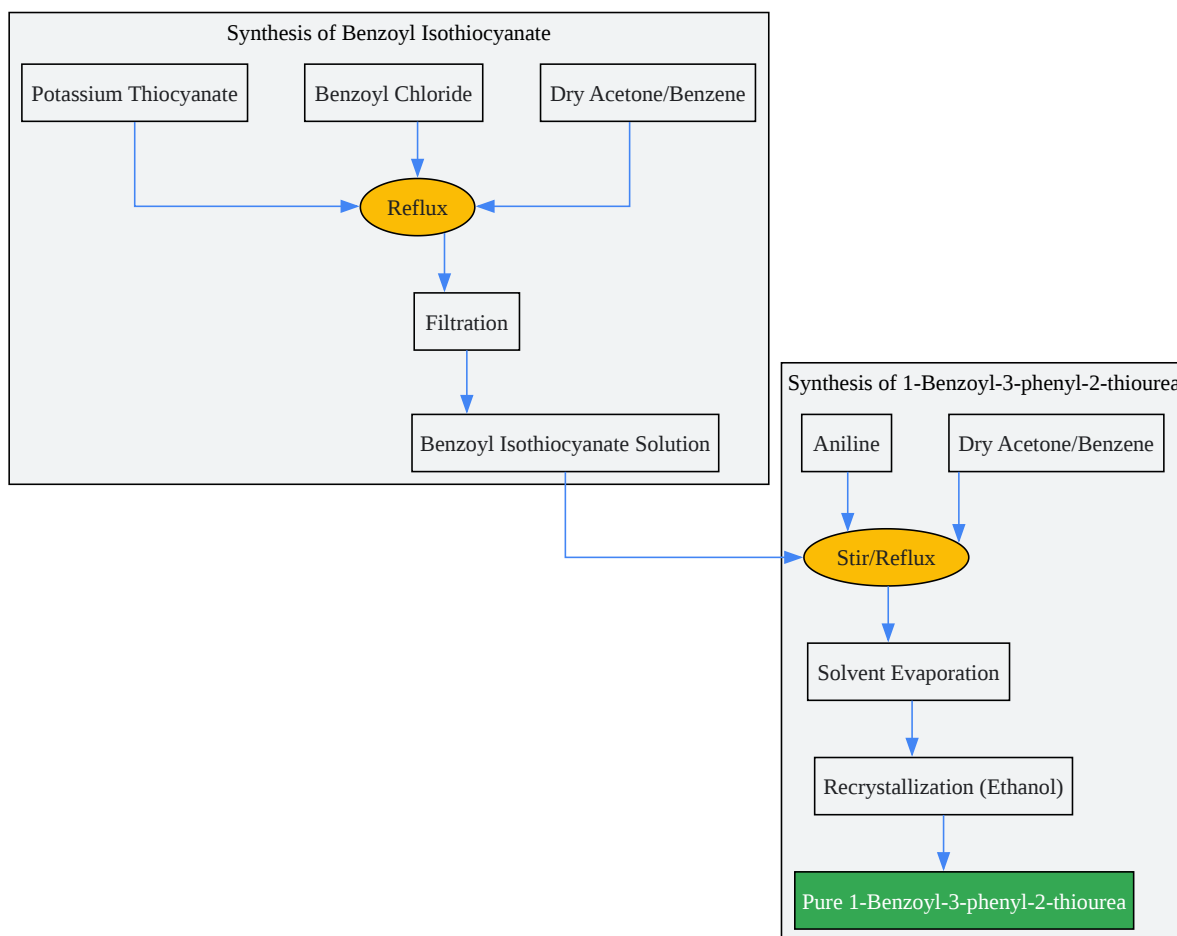 Synthesis of Benzoyl Isothiocyanate
Potassium Thiocyanate
Benzoyl Chloride
Dry Acetone/Benzene
Reflux
Filtration
Benzoyl Isothiocyanate Solution
Synthesis of 1-Benzoyl-3-phenyl-2-thiourea
Aniline
Dry Acetone/Benzene
Stir/Reflux
Solvent Evaporation
Recrystallization (Ethanol)
Pure 1-Benzoyl-3-phenyl-2-thiourea